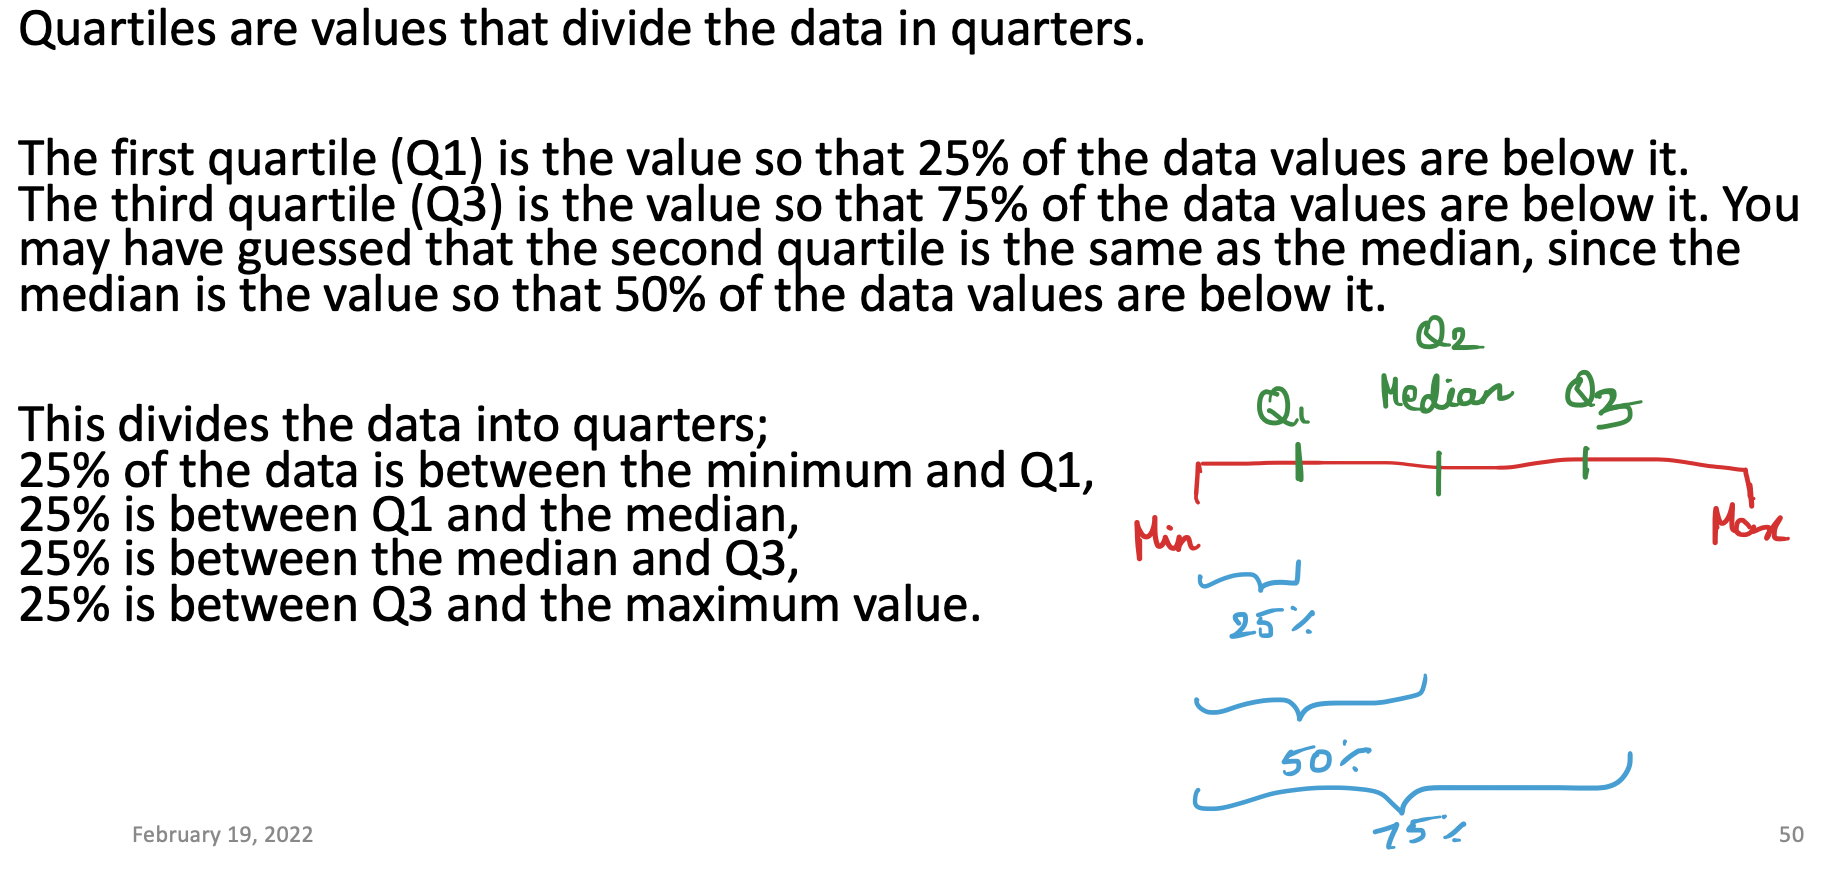 Quartiles are values that divide the data in quarters.
The first quartile (Q1) is the value so that 25% of the data values are below it.
The third quartile (Q3) is the value so that 75% of the data values are below it. You
may have guessed that the second quartile is the same as the median, since the
median is the value so that 50% of the data values are below it.
This divides the data into quarters;
25% of the data is between the minimum and Q1,
25% is between Q1 and the median,
25% is between the median and Q3,
25% is between Q3 and the maximum value.
Q2
Q1 Median Q3
Min Max
25%
50%
75%
February 19, 2022
50